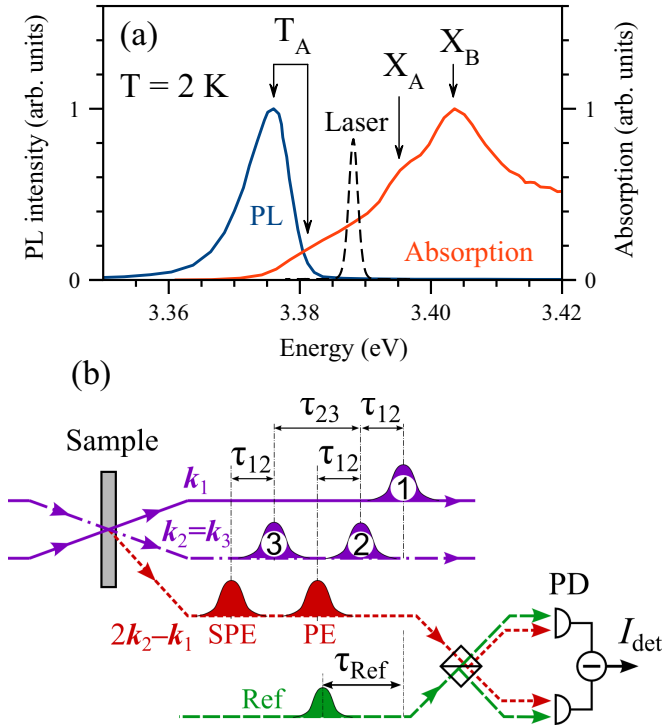 (a)
T = 2 K
T_A
X_A
X_B
Laser
PL
Absorption
PL intensity (arb. units)
Absorption (arb. units)
1
0
1
0
3.36
3.38
3.40
3.42
Energy (eV)
(b)
Sample
τ_23
τ_12
τ_12
τ_12
k_1
1
k_2=k_3
3
2
2k_2–k_1
SPE
PE
PD
I_det
τ_Ref
Ref